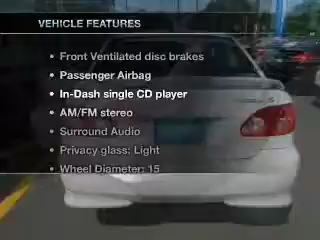 VEHICLE FEATURES
Front Ventilated disc brakes
Passenger Airbag
In-Dash single CD player
AM/FM stereo
Surround Audio
Privacy glass: Light
Wheel Diameter: 15